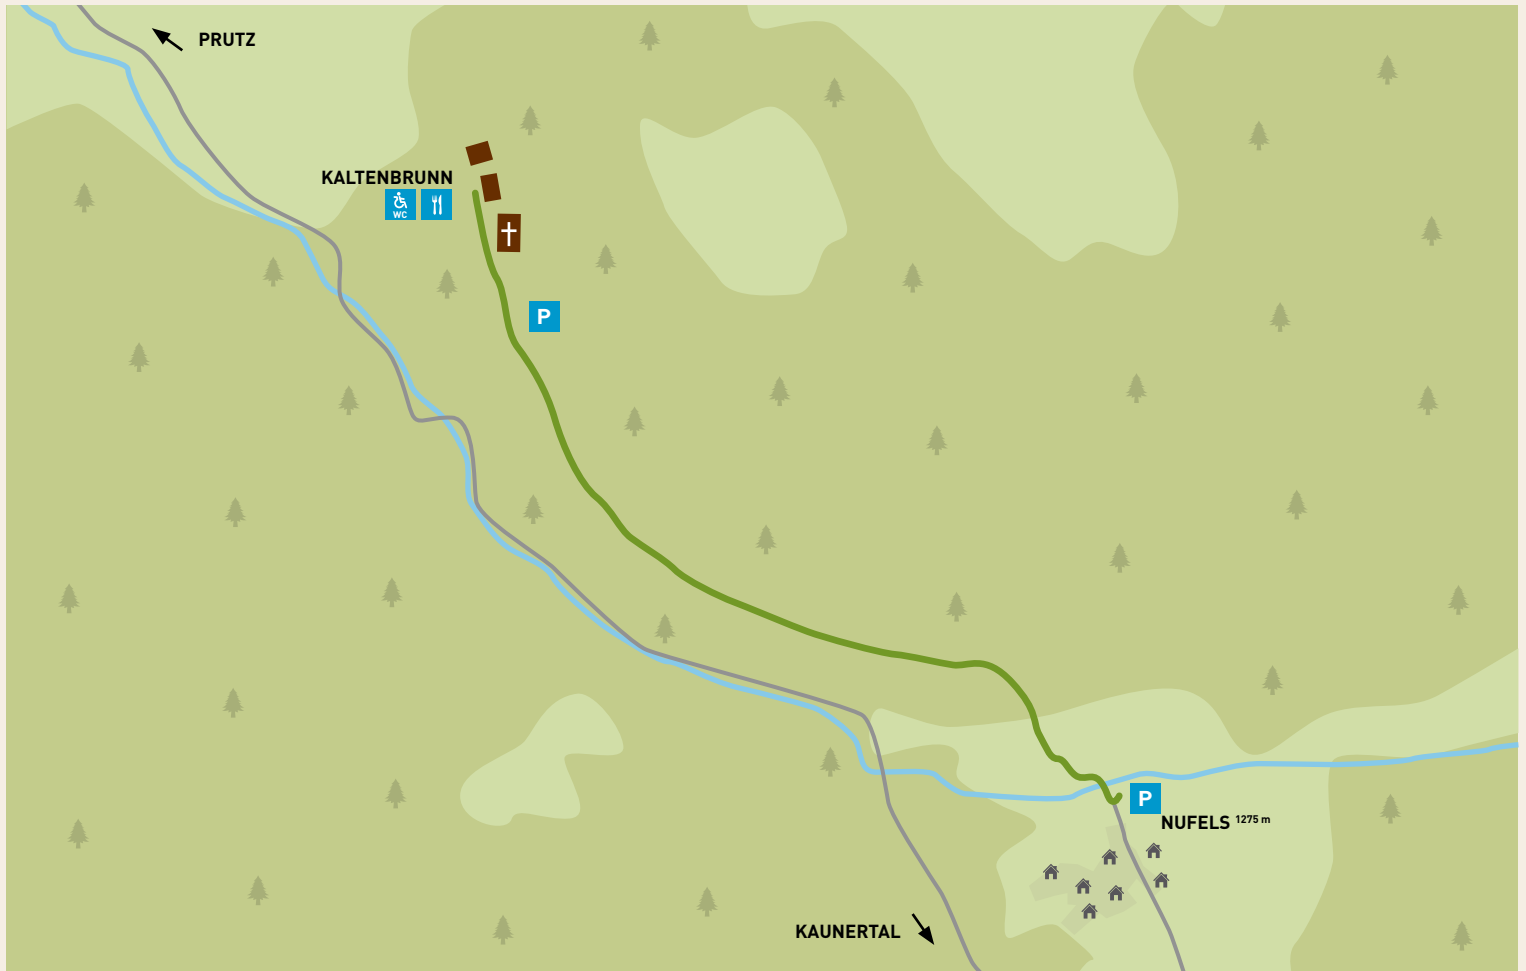 PRUTZ
KALTENBRUNN
WC
P
P
NUFELS 1275 m
KAUNERTAL